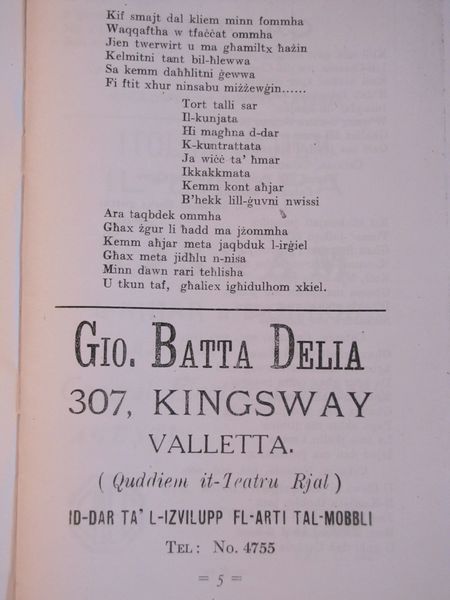 Kif smajt dal kliem minn fommha
Waqqaftha w tfaċċat ommha
Jien twerwirt u ma għamiltx ħażin
Kelmitni tant bil-ħlewwa
Sa kemm daħħlitni ġewwa
Fi ftit xhur ninsabu miżżewġin......
Tort talli sar
Il-kunjata
Hi magħna d-dar
K-kuntrattata
Ja wiċċ ta' ħmar
Ikkakkmata
Kemm kont aħjar
B'hekk lill-ġuvni nwissi
Ara taqbdek ommha
Għax żgur li ħadd ma jżommha
Kemm aħjar meta jaqbduk l-irġiel
Għax meta jidħlu n-nisa
Minn dawn rari teħlisha
U tkun taf, għaliex igħidulhom xkiel.
GIO. BATTA DELIA
307, KINGSWAY
VALLETTA.
( Quddiem it-Teatru Rjal )
ID-DAR TA' L-IZVILUPP FL-ARTI TAL-MOBBLI
TEL: No. 4755
= 5 =